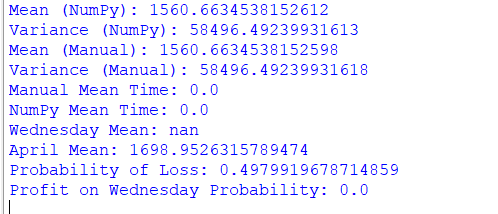 Mean (NumPy): 1560.6634538152612
Variance (NumPy): 58496.49239931613
Mean (Manual): 1560.6634538152598
Variance (Manual): 58496.49239931618
Manual Mean Time: 0.0
NumPy Mean Time: 0.0
Wednesday Mean: nan
April Mean: 1698.9526315789474
Probability of Loss: 0.4979919678714859
Profit on Wednesday Probability: 0.0